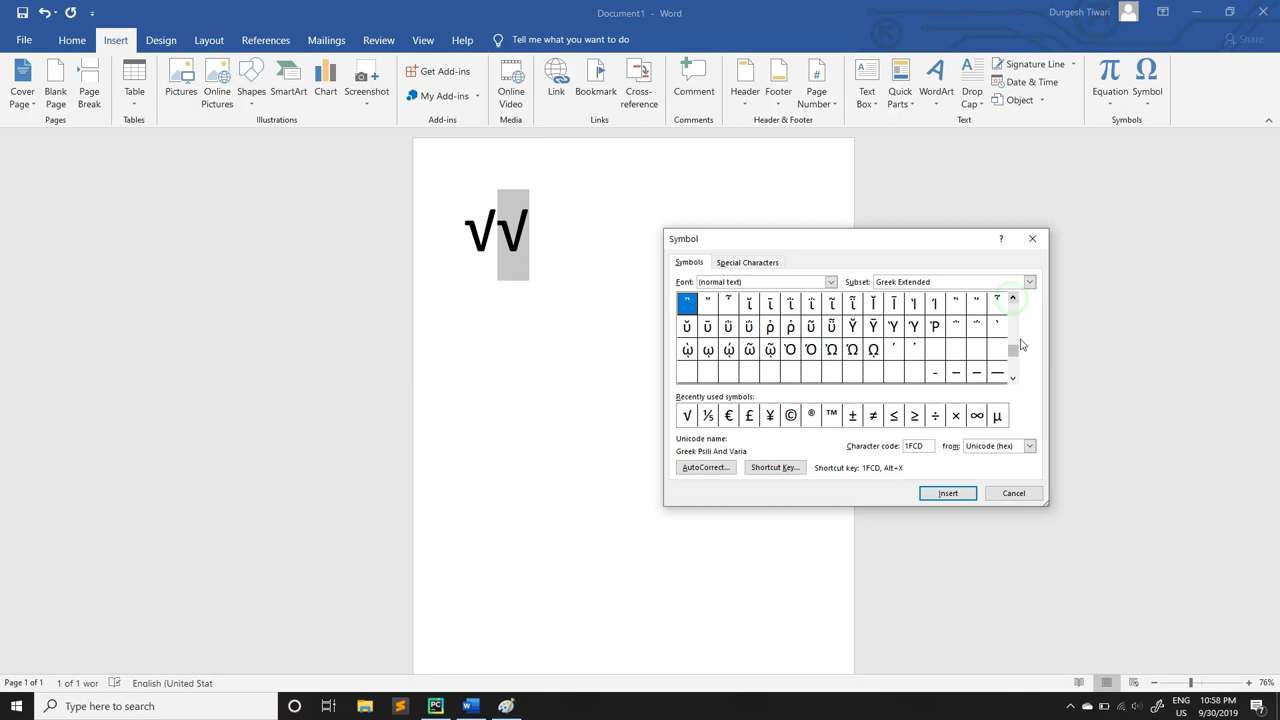 Document1 - Word
Durgesh Tiwari
File Home Insert Design Layout References Mailings Review View Help Tell me what you want to do Share
Cover Page
Blank Page
Page Break
Table
Pictures
Online Pictures
Shapes
SmartArt
Chart
Screenshot
Get Add-ins
My Add-ins
Online Video
Link
Bookmark
Cross-reference
Comment
Header
Footer
Page Number
Text Box
Quick Parts
WordArt
Drop Cap
Signature Line
Date & Time
Object
Equation
Symbol
Pages Tables Illustrations Add-ins Media Links Comments Header & Footer Text Symbols
√√
Symbol ?
Symbols Special Characters
Font: (normal text) Subset: Greek Extended
Recently used symbols:
√ ⅕ € £ ¥ © ® ™ ± ≠ ≤ ≥ ÷ × ∞ µ
Unicode name:
Greek Psili And Varia
Character code: 1FCD from: Unicode (hex)
AutoCorrect... Shortcut Key... Shortcut key: 1FCD, Alt+X
Insert Cancel
Page 1 of 1 1 of 1 wor English (United Stat 76%
Type here to search
ENG
US
10:58 PM
9/30/2019